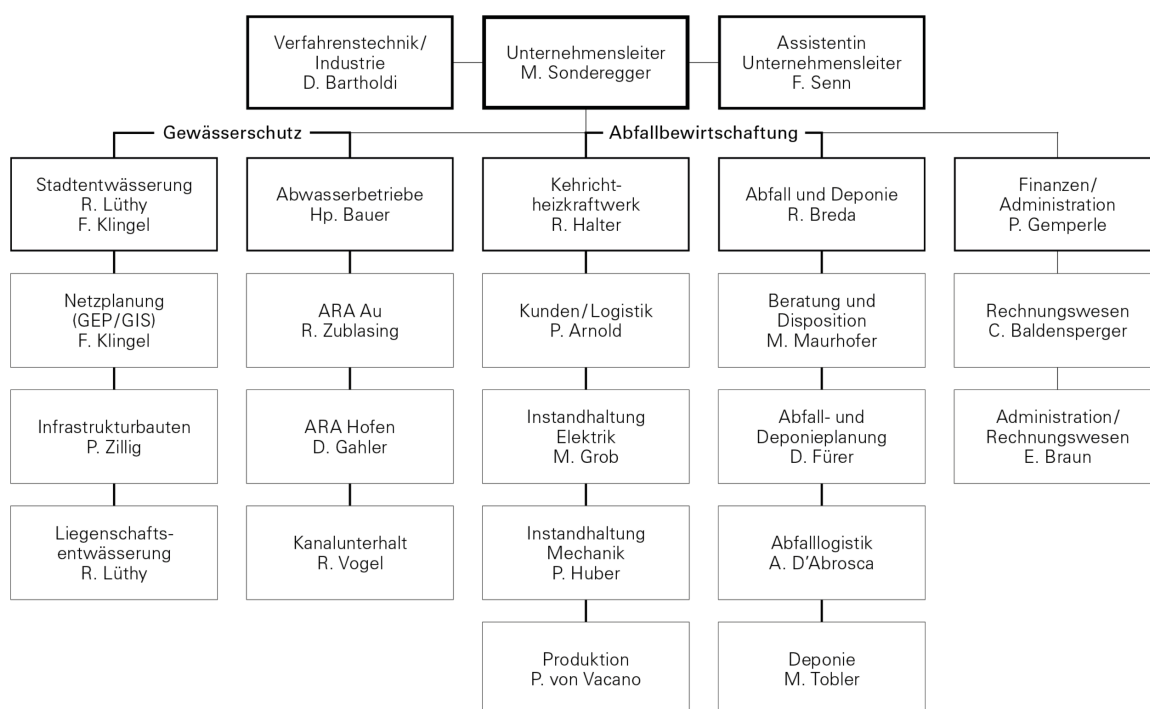 Verfahrenstechnik/
Industrie
D. Bartholdi
Unternehmensleiter
M. Sonderegger
Assistentin
Unternehmensleiter
F. Senn
Gewässerschutz
Abfallbewirtschaftung
Stadtentwässerung
R. Lüthy
F. Klingel
Abwasserbetriebe
Hp. Bauer
Kehricht-
heizkraftwerk
R. Halter
Abfall und Deponie
R. Breda
Finanzen/
Administration
P. Gemperle
Netzplanung
(GEP/GIS)
F. Klingel
ARA Au
R. Zublasing
Kunden/Logistik
P. Arnold
Beratung und
Disposition
M. Maurhofer
Rechnungswesen
C. Baldensperger
Infrastrukturbauten
P. Zillig
ARA Hofen
D. Gahler
Instandhaltung
Elektrik
M. Grob
Abfall- und
Deponieplanung
D. Fürer
Administration/
Rechnungswesen
E. Braun
Liegenschafts-
entwässerung
R. Lüthy
Kanalunterhalt
R. Vogel
Instandhaltung
Mechanik
P. Huber
Abfalllogistik
A. D'Abrosca
Produktion
P. von Vacano
Deponie
M. Tobler